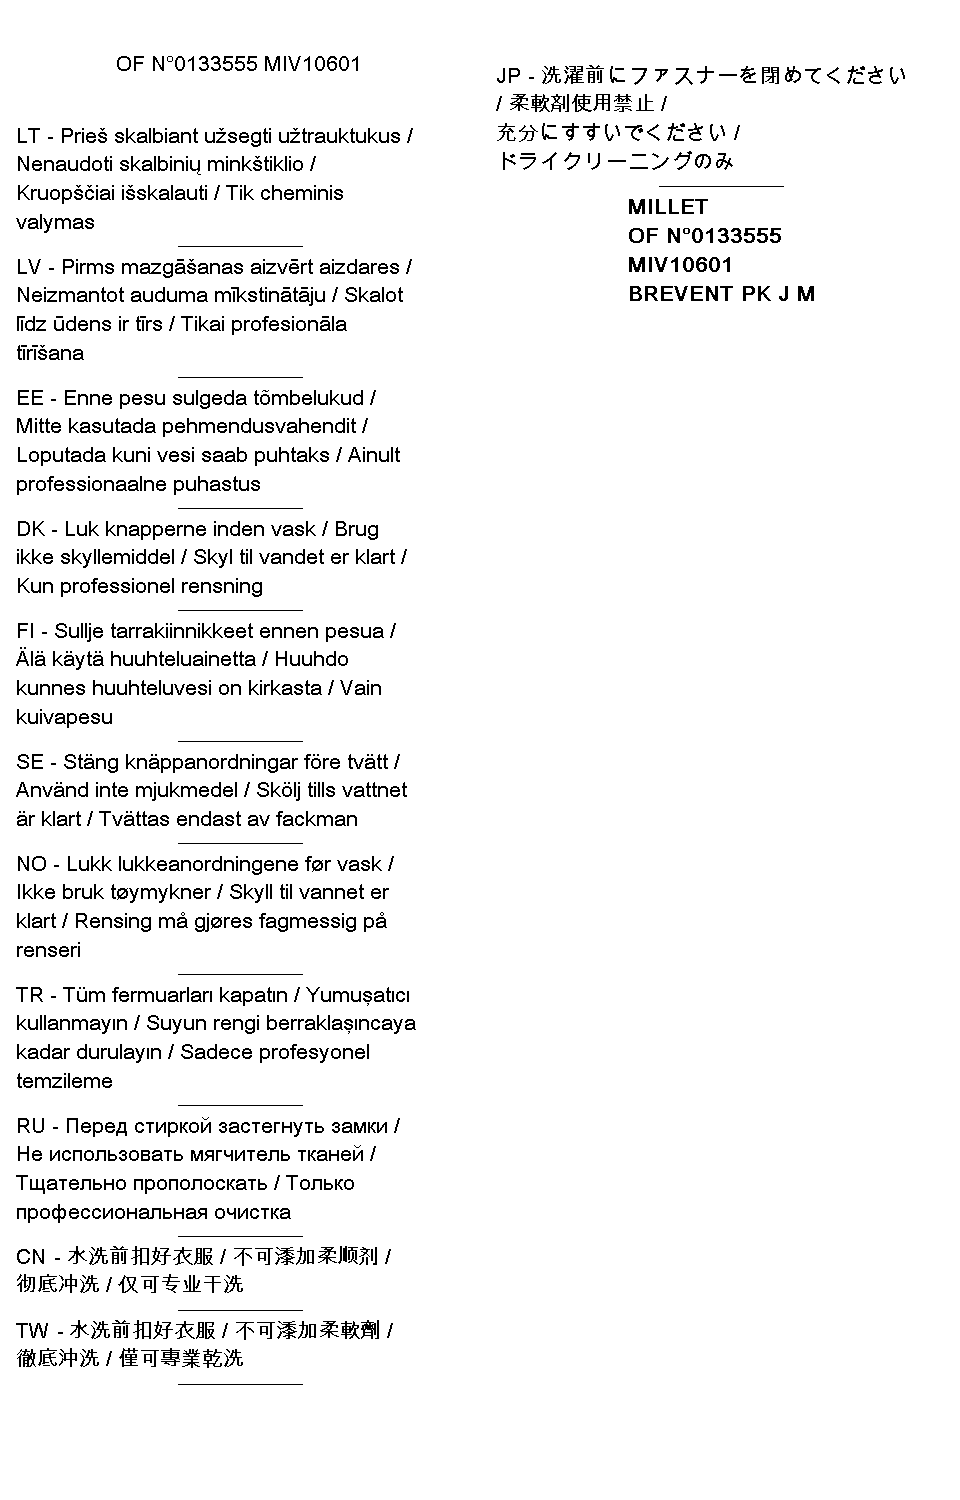 OF N°0133555 MIV10601
LT - Prieš skalbiant užsegti užtrauktukus /
Nenaudoti skalbinių minkštiklio /
Kruopščiai išskalauti / Tik cheminis
valymas
LV - Pirms mazgāšanas aizvērt aizdares /
Neizmantot auduma mīkstinātāju / Skalot
līdz ūdens ir tīrs / Tikai profesionāla
tīrīšana
EE - Enne pesu sulgeda tõmbelukud /
Mitte kasutada pehmendusvahendit /
Loputada kuni vesi saab puhtaks / Ainult
professionaalne puhastus
DK - Luk knapperne inden vask / Brug
ikke skyllemiddel / Skyl til vandet er klart /
Kun professionel rensning
FI - Sullje tarrakiinnikkeet ennen pesua /
Älä käytä huuhteluainetta / Huuhdo
kunnes huuhteluvesi on kirkasta / Vain
kuivapesu
SE - Stäng knäppanordningar före tvätt /
Använd inte mjukmedel / Skölj tills vattnet
är klart / Tvättas endast av fackman
NO - Lukk lukkeanordningene før vask /
Ikke bruk tøymykner / Skyll til vannet er
klart / Rensing må gjøres fagmessig på
renseri
TR - Tüm fermuarları kapatın / Yumuşatıcı
kullanmayın / Suyun rengi berraklaşıncaya
kadar durulayın / Sadece profesyonel
temzileme
RU - Перед стиркой застегнуть замки /
Не использовать мягчитель тканей /
Тщательно прополоскать / Только
профессиональная очистка
CN - 水洗前扣好衣服 / 不可添加柔顺剂 /
彻底冲洗 / 仅可专业干洗
TW - 水洗前扣好衣服 / 不可添加柔軟劑 /
徹底沖洗 / 僅可專業乾洗
JP - 洗濯前にファスナーを閉めてください
/ 柔軟剤使用禁止 /
充分にすすいでください /
ドライクリーニングのみ
MILLET
OF N°0133555
MIV10601
BREVENT PK J M